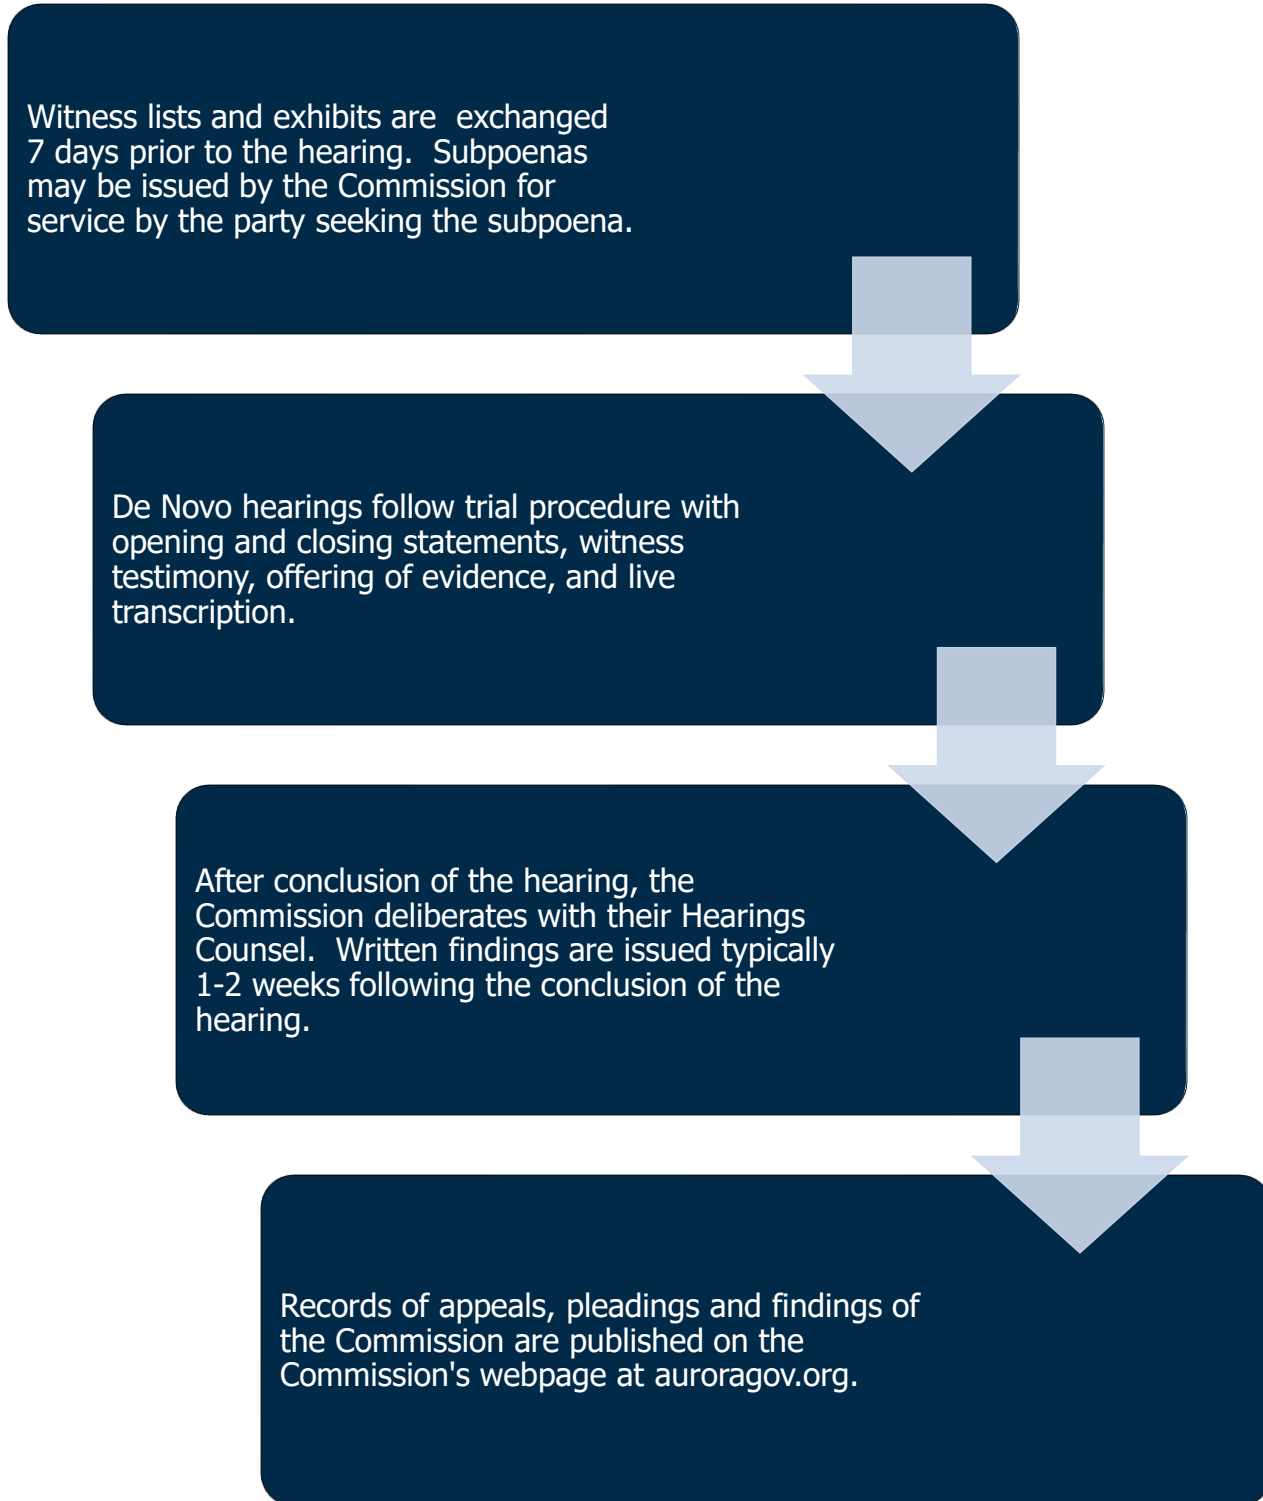 Witness lists and exhibits are  exchanged
7 days prior to the hearing.  Subpoenas
may be issued by the Commission for
service by the party seeking the subpoena.
De Novo hearings follow trial procedure with
opening and closing statements, witness
testimony, offering of evidence, and live
transcription.
After conclusion of the hearing, the
Commission deliberates with their Hearings
Counsel.  Written findings are issued typically
1-2 weeks following the conclusion of the
hearing.
Records of appeals, pleadings and findings of
the Commission are published on the
Commission's webpage at auroragov.org.